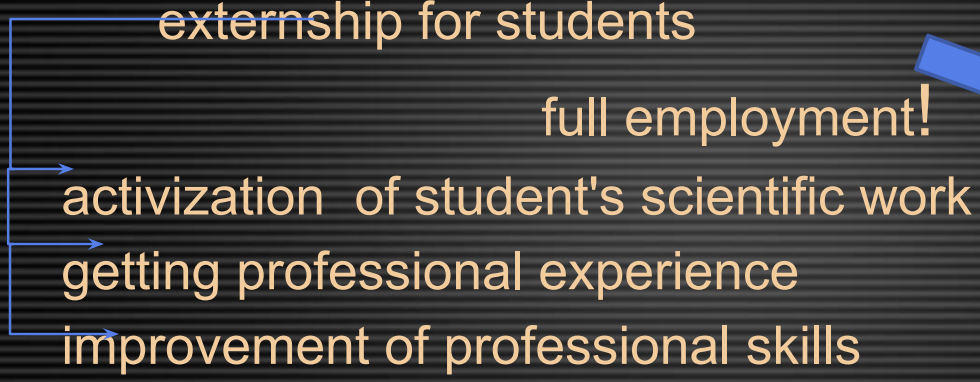 externship for students
full employment!
activization of student's scientific work
getting professional experience
improvement of professional skills